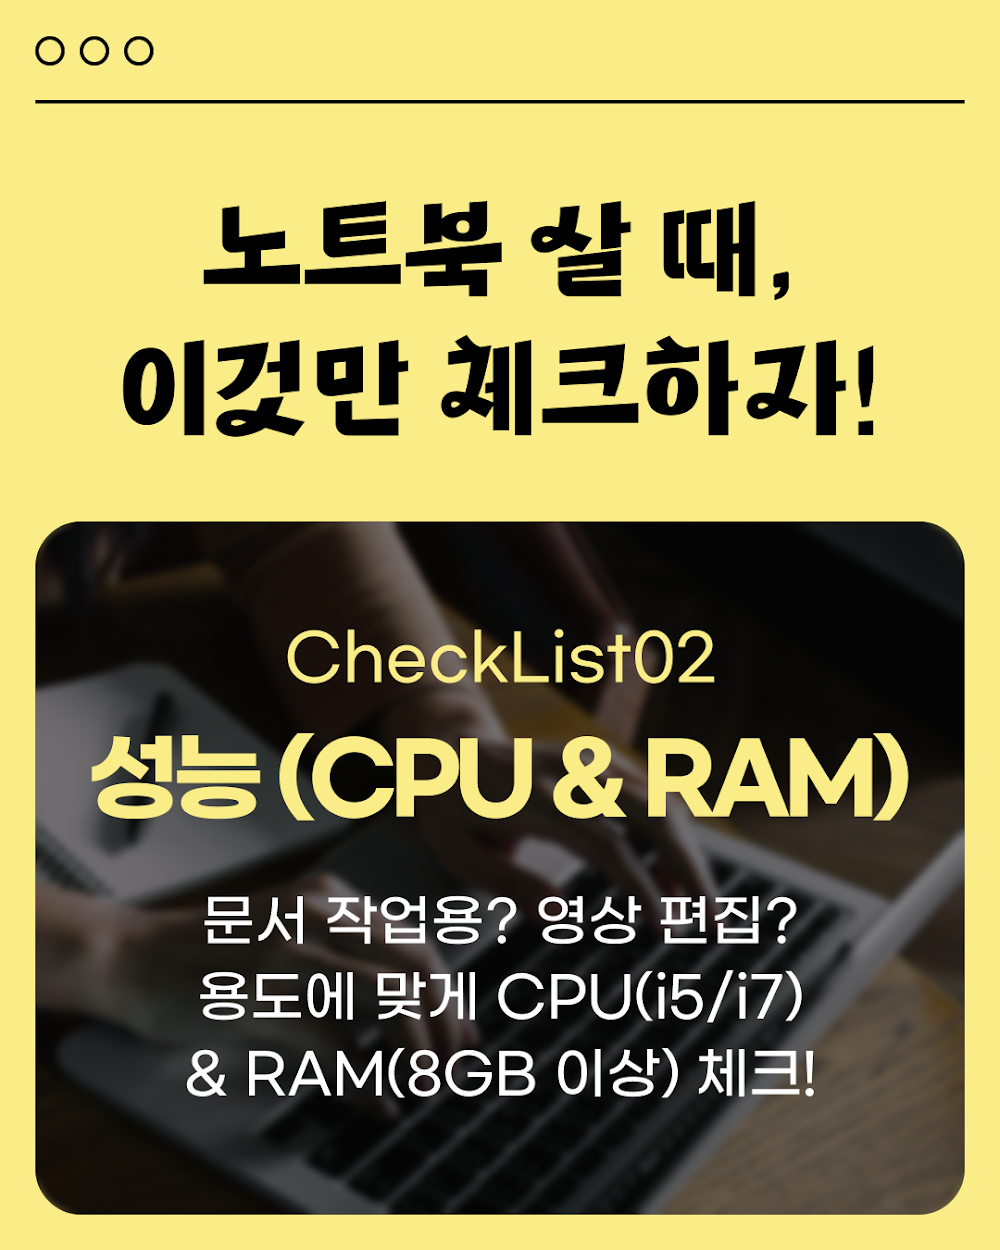 노트북 살 때,
이것만 체크하자!
CheckList02
성능 (CPU & RAM)
문서 작업용? 영상 편집?
용도에 맞게 CPU(i5/i7)
& RAM(8GB 이상) 체크!